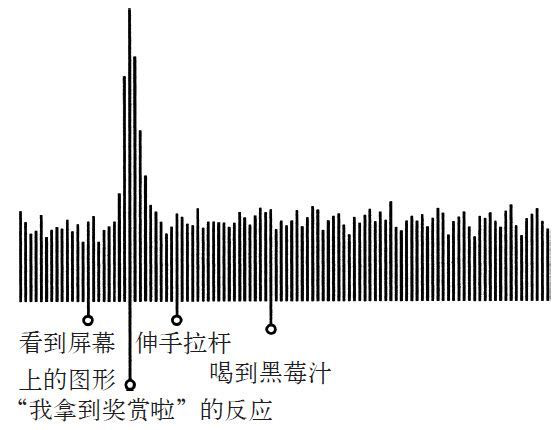 看到屏幕
上的图形
伸手拉杆
喝到黑莓汁
“我拿到奖赏啦”的反应